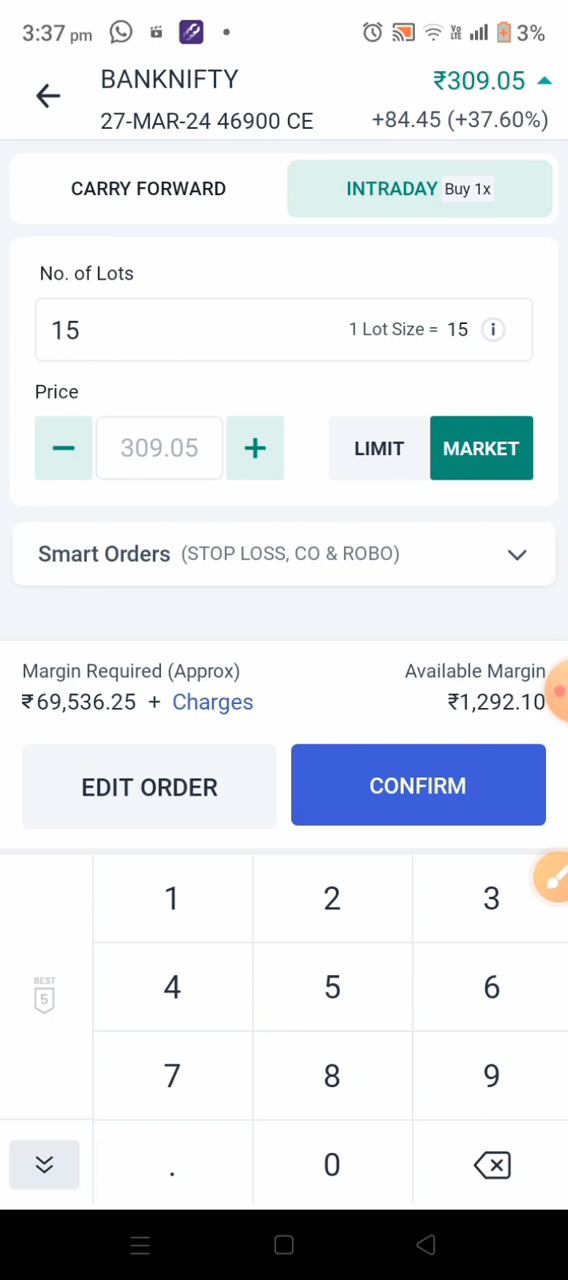 3:37 pm 3%
BANKNIFTY ₹309.05
27-MAR-24 46900 CE +84.45 (+37.60%)
CARRY FORWARD INTRADAY Buy 1x
No. of Lots
15 1 Lot Size = 15 i
Price
− 309.05 + LIMIT MARKET
Smart Orders (STOP LOSS, CO & ROBO)
Margin Required (Approx) Available Margin
₹69,536.25 + Charges ₹1,292.10
EDIT ORDER CONFIRM
1 2 3
BEST
5
4 5 6
7 8 9
. 0